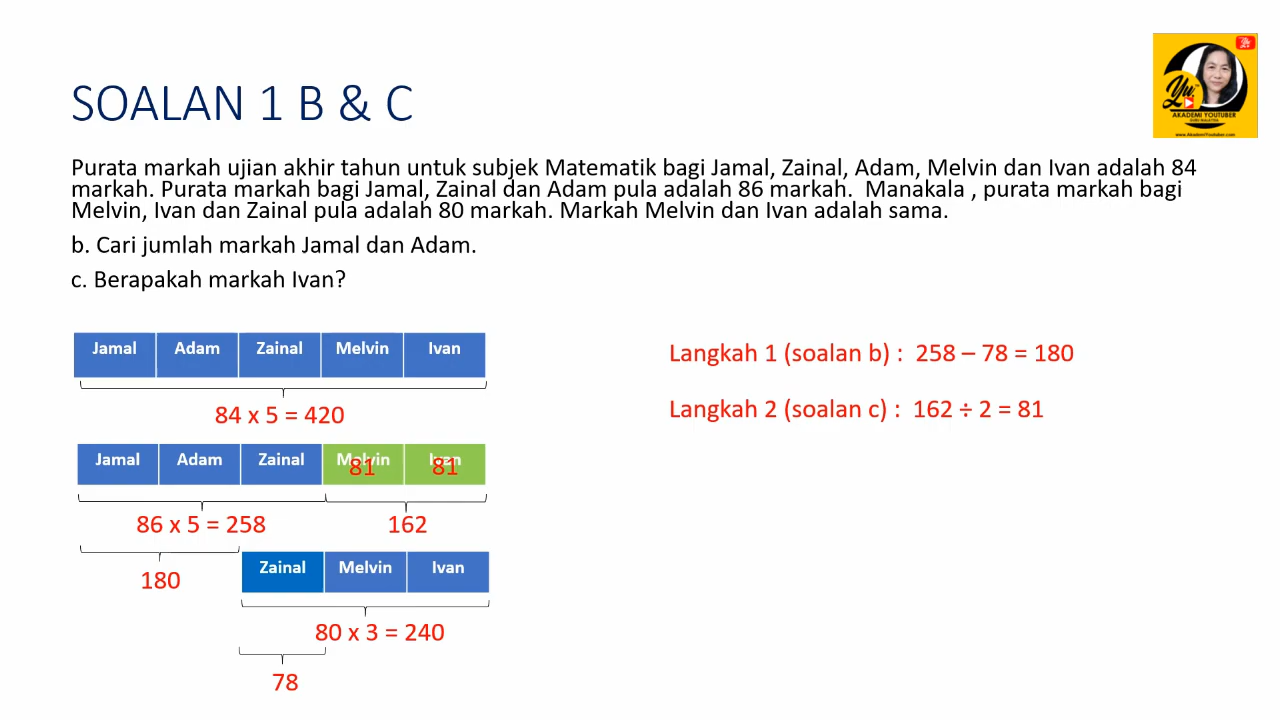 SOALAN 1 B & C
AKADEMI YOUTUBER
www.AkademiYoutuber.com
Purata markah ujian akhir tahun untuk subjek Matematik bagi Jamal, Zainal, Adam, Melvin dan Ivan adalah 84
markah. Purata markah bagi Jamal, Zainal dan Adam pula adalah 86 markah. Manakala , purata markah bagi
Melvin, Ivan dan Zainal pula adalah 80 markah. Markah Melvin dan Ivan adalah sama.
b. Cari jumlah markah Jamal dan Adam.
c. Berapakah markah Ivan?
Jamal Adam Zainal Melvin Ivan
84 x 5 = 420
Jamal Adam Zainal Melvin Ivan
81 81
86 x 5 = 258 162
180
Zainal Melvin Ivan
80 x 3 = 240
78
Langkah 1 (soalan b) : 258 – 78 = 180
Langkah 2 (soalan c) : 162 ÷ 2 = 81